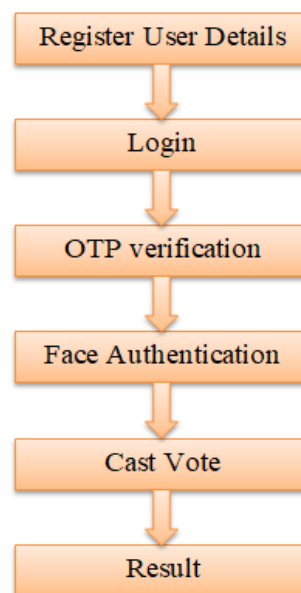 Register User Details
Login
OTP verification
Face Authentication
Cast Vote
Result